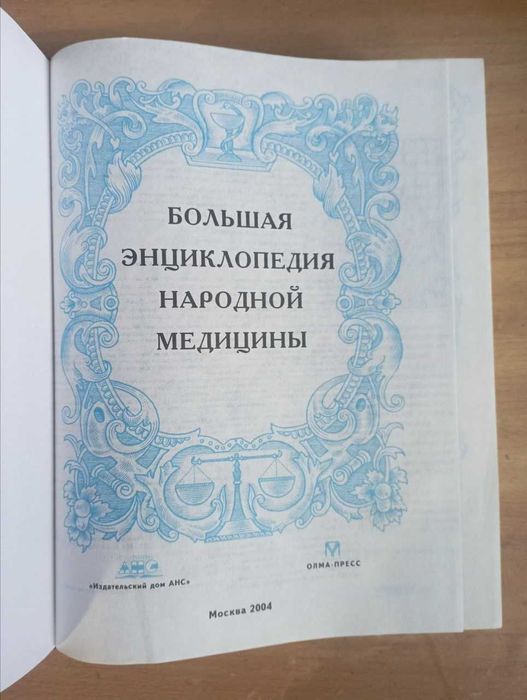 БОЛЬШАЯ
ЭНЦИКЛОПЕДИЯ
НАРОДНОЙ
МЕДИЦИНЫ
АНС
«Издательский дом АНС»
ОЛМА-ПРЕСС
Москва 2004